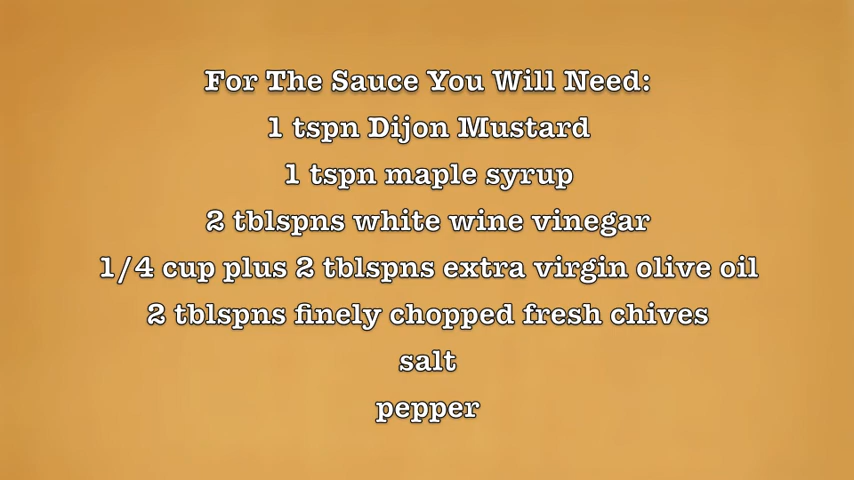 For The Sauce You Will Need:
1 tspn Dijon Mustard
1 tspn maple syrup
2 tblspns white wine vinegar
1/4 cup plus 2 tblspns extra virgin olive oil
2 tblspns finely chopped fresh chives
salt
pepper